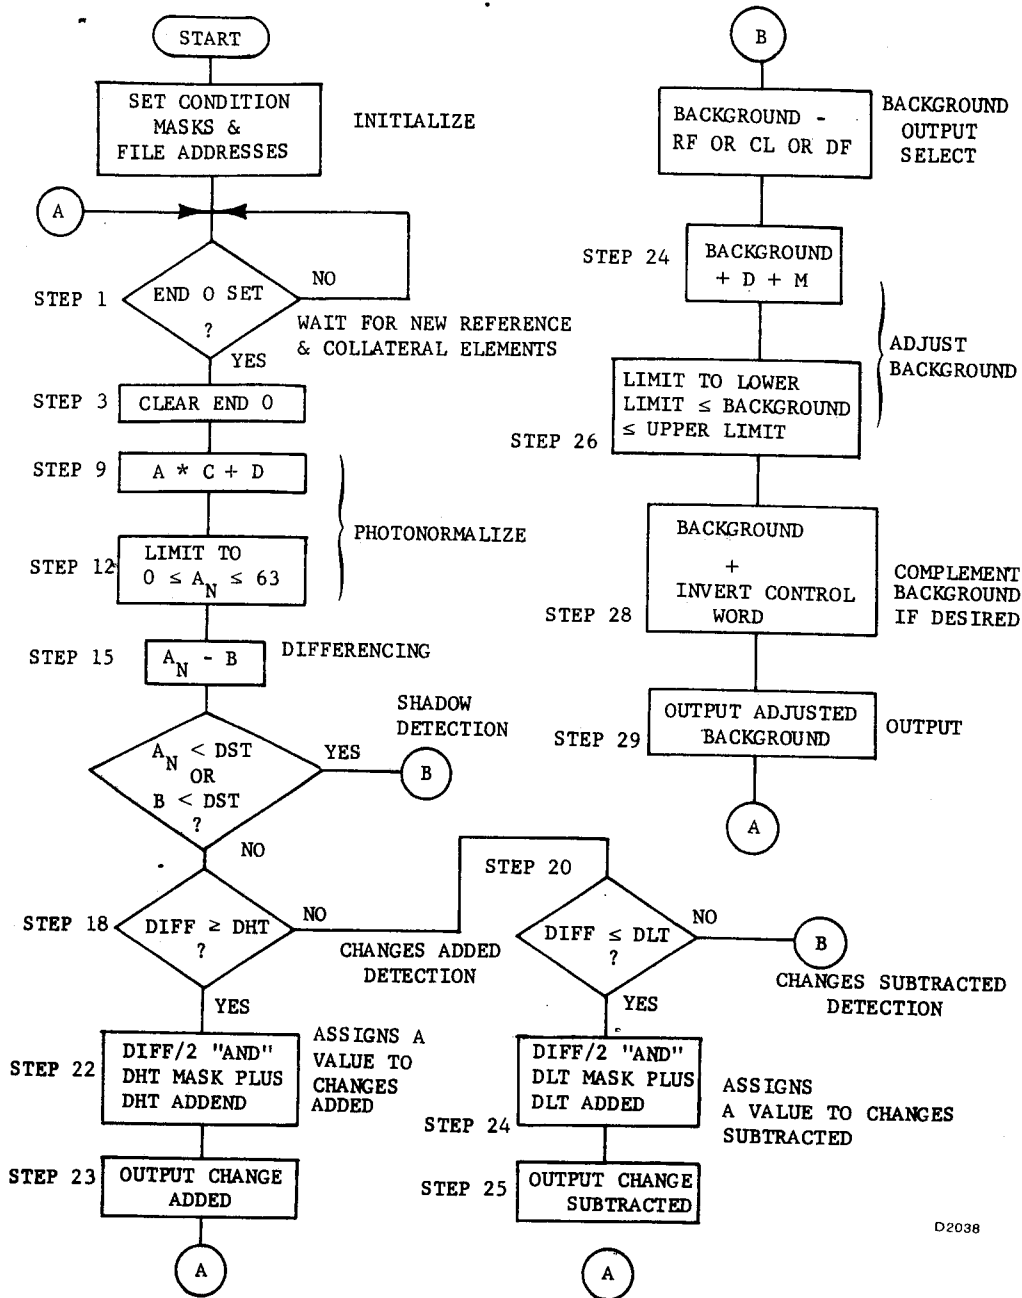 START
SET CONDITION
MASKS &
FILE ADDRESSES
INITIALIZE
A
STEP 1
END 0 SET
?
NO
WAIT FOR NEW REFERENCE
& COLLATERAL ELEMENTS
YES
STEP 3
CLEAR END 0
STEP 9
A * C + D
PHOTONORMALIZE
STEP 12
LIMIT TO
0 ≤ A_N ≤ 63
STEP 15
A_N - B
DIFFERENCING
SHADOW
DETECTION
A_N < DST
OR
B < DST
?
YES
B
NO
STEP 18
DIFF ≥ DHT
?
NO
CHANGES ADDED
DETECTION
YES
STEP 22
DIFF/2 "AND"
DHT MASK PLUS
DHT ADDEND
ASSIGNS A
VALUE TO
CHANGES
ADDED
STEP 23
OUTPUT CHANGE
ADDED
A
STEP 20
DIFF ≤ DLT
?
NO
B
CHANGES SUBTRACTED
DETECTION
YES
DIFF/2 "AND"
DLT MASK PLUS
DLT ADDED
STEP 24
ASSIGNS
A VALUE TO CHANGES
SUBTRACTED
STEP 25
OUTPUT CHANGE
SUBTRACTED
A
B
BACKGROUND -
RF OR CL OR DF
BACKGROUND
OUTPUT
SELECT
STEP 24
BACKGROUND
+ D + M
ADJUST
BACKGROUND
LIMIT TO LOWER
LIMIT ≤ BACKGROUND
≤ UPPER LIMIT
STEP 26
BACKGROUND
+
INVERT CONTROL
WORD
STEP 28
COMPLEMENT
BACKGROUND
IF DESIRED
OUTPUT ADJUSTED
BACKGROUND
STEP 29
OUTPUT
A
D2038